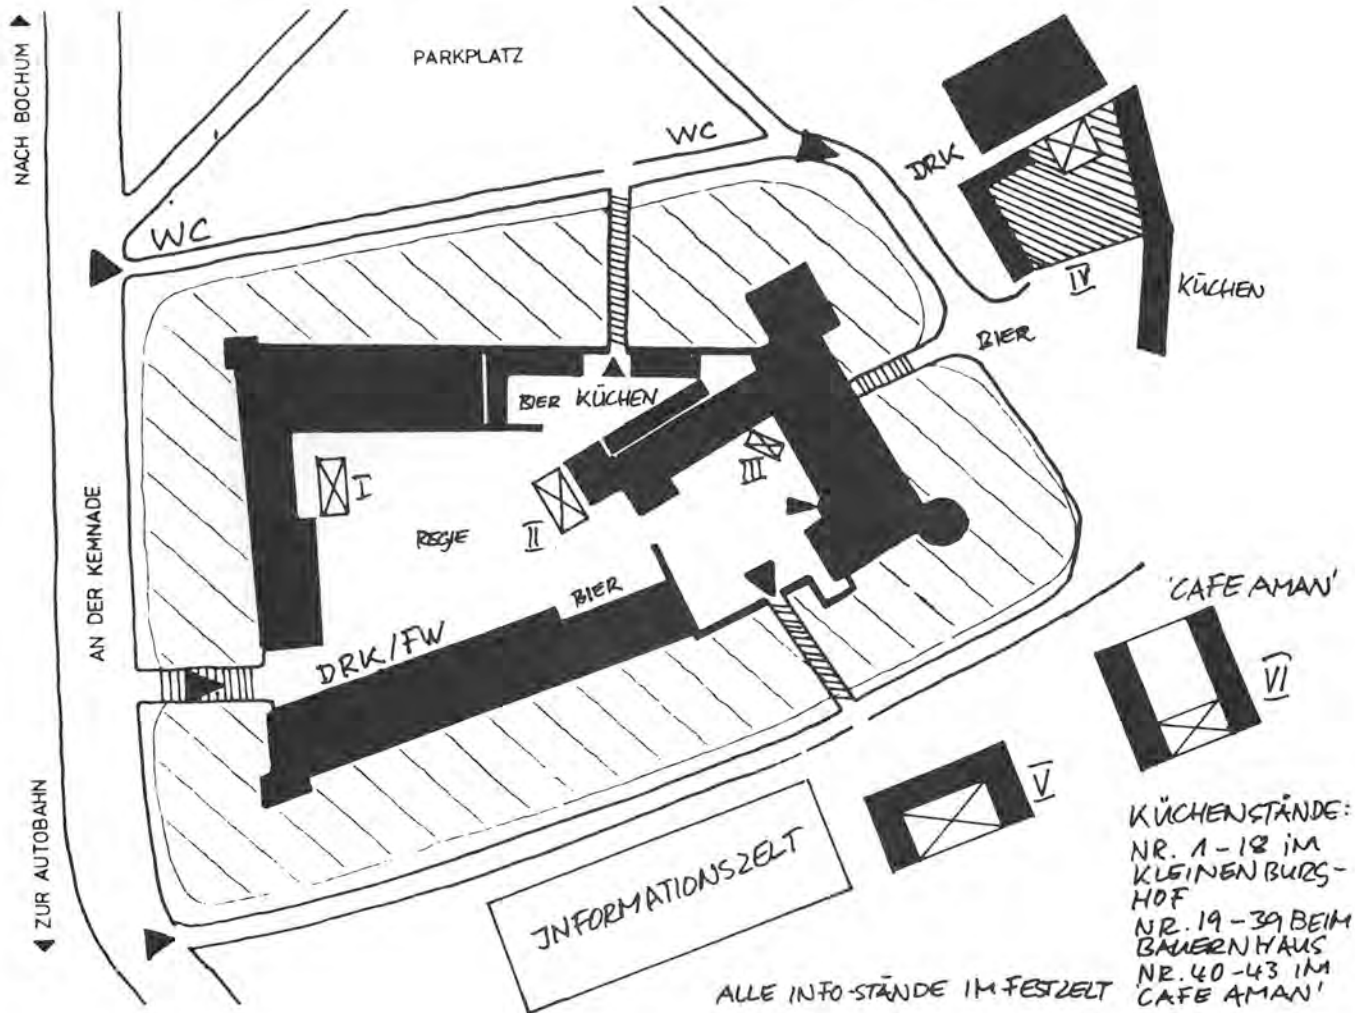 NACH BOCHUM
PARKPLATZ
WC
WC
DRK
IV
KÜCHEN
BIER
BIER KÜCHEN
III
I
II
REGIE
AN DER KEMNADE
BIER
DRK/FW
'CAFE AMAN'
VI
V
ZUR AUTOBAHN
INFORMATIONSZELT
KÜCHENSTÄNDE:
NR. 1-18 IM
KLEINEN BURG-
HOF
NR. 19-39 BEIM
BAUERNHAUS
NR. 40-43 IM
'CAFE AMAN'
ALLE INFO-STÄNDE IM FESTZELT